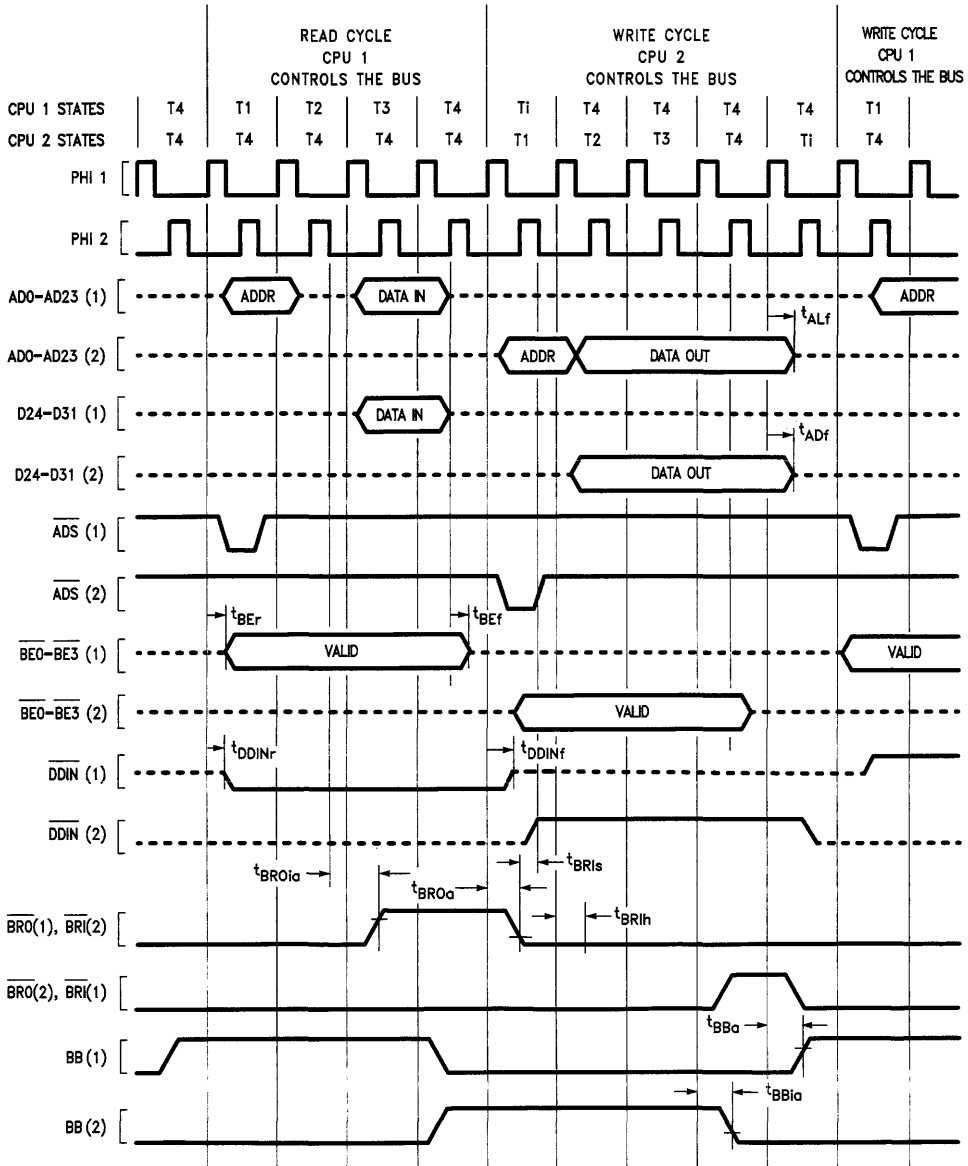 READ CYCLE
CPU 1
CONTROLS THE BUS
WRITE CYCLE
CPU 2
CONTROLS THE BUS
WRITE CYCLE
CPU 1
CONTROLS THE BUS
CPU 1 STATES T4 T1 T2 T3 T4 Ti T4 T4 T4 T4 T1
CPU 2 STATES T4 T4 T4 T4 T4 T1 T2 T3 T4 Ti T4
PHI 1
PHI 2
AD0-AD23 (1) ADDR DATA IN ADDR
tALf
AD0-AD23 (2) ADDR DATA OUT
D24-D31 (1) DATA IN
tADf
D24-D31 (2) DATA OUT
ADS (1)
ADS (2)
tBEr tBEf
BE0-BE3 (1) VALID VALID
BE0-BE3 (2) VALID
tDDINr tDDINf
DDIN (1)
DDIN (2)
tBROia tBROa tBRIs
tBRIh
BRO(1), BRI(2)
BRO(2), BRI(1)
tBBa
BB(1)
tBBia
BB(2)